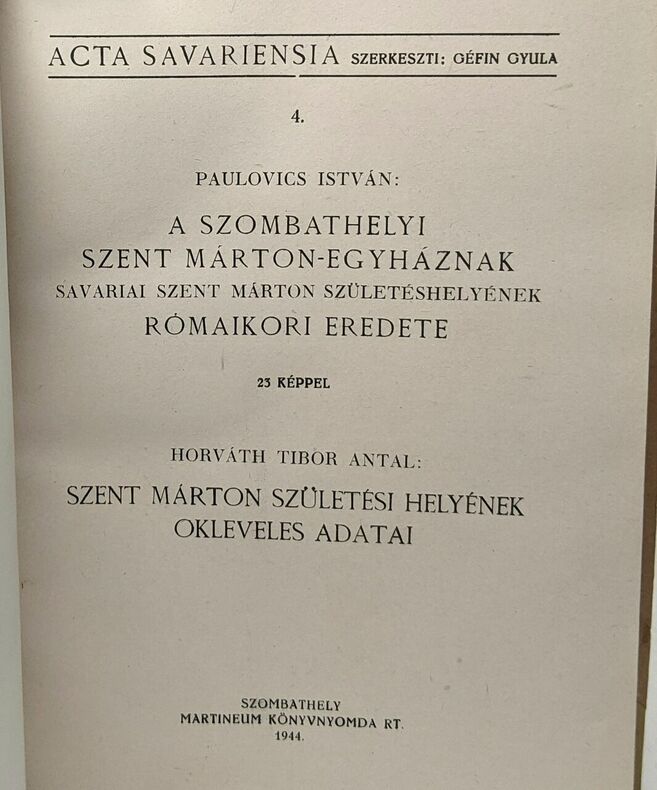 ACTA SAVARIENSIA SZERKESZTI: GÉFIN GYULA
4.
PAULOVICS ISTVÁN:
A SZOMBATHELYI
SZENT MÁRTON-EGYHÁZNAK
SAVARIAI SZENT MÁRTON SZÜLETÉSHELYÉNEK
RÓMAIKORI EREDETE
23 KÉPPEL
HORVÁTH TIBOR ANTAL:
SZENT MÁRTON SZÜLETÉSI HELYÉNEK
OKLEVELES ADATAI
SZOMBATHELY
MARTINEUM KÖNYVNYOMDA RT.
1944.